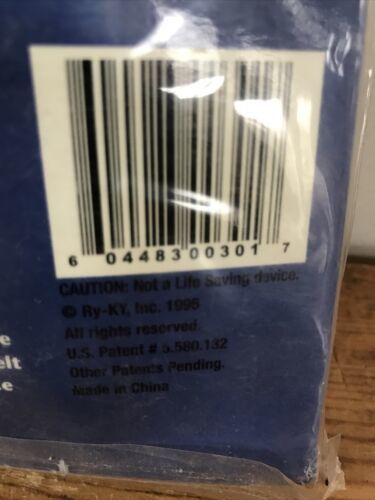 6 04483 00301 7
CAUTION: Not a Life Saving device.
© Ry-KY, Inc. 1996
All rights reserved.
U.S. Patent # 5.580.132
Other Patents Pending.
Made in China
elt